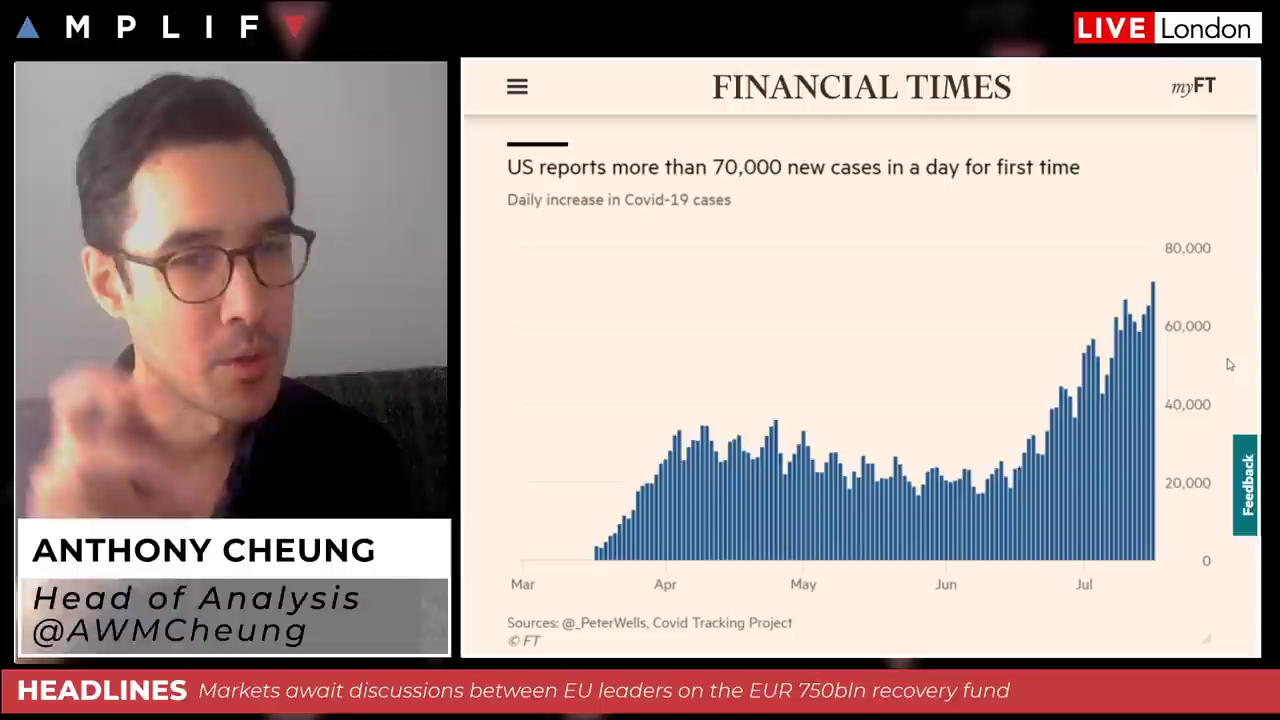 MPLIF
LIVE London
FINANCIAL TIMES
myFT
US reports more than 70,000 new cases in a day for first time
Daily increase in Covid-19 cases
80,000
60,000
40,000
20,000
0
Mar Apr May Jun Jul
Sources: @_PeterWells, Covid Tracking Project
© FT
Feedback
ANTHONY CHEUNG
Head of Analysis
@AWMCheung
HEADLINES Markets await discussions between EU leaders on the EUR 750bln recovery fund